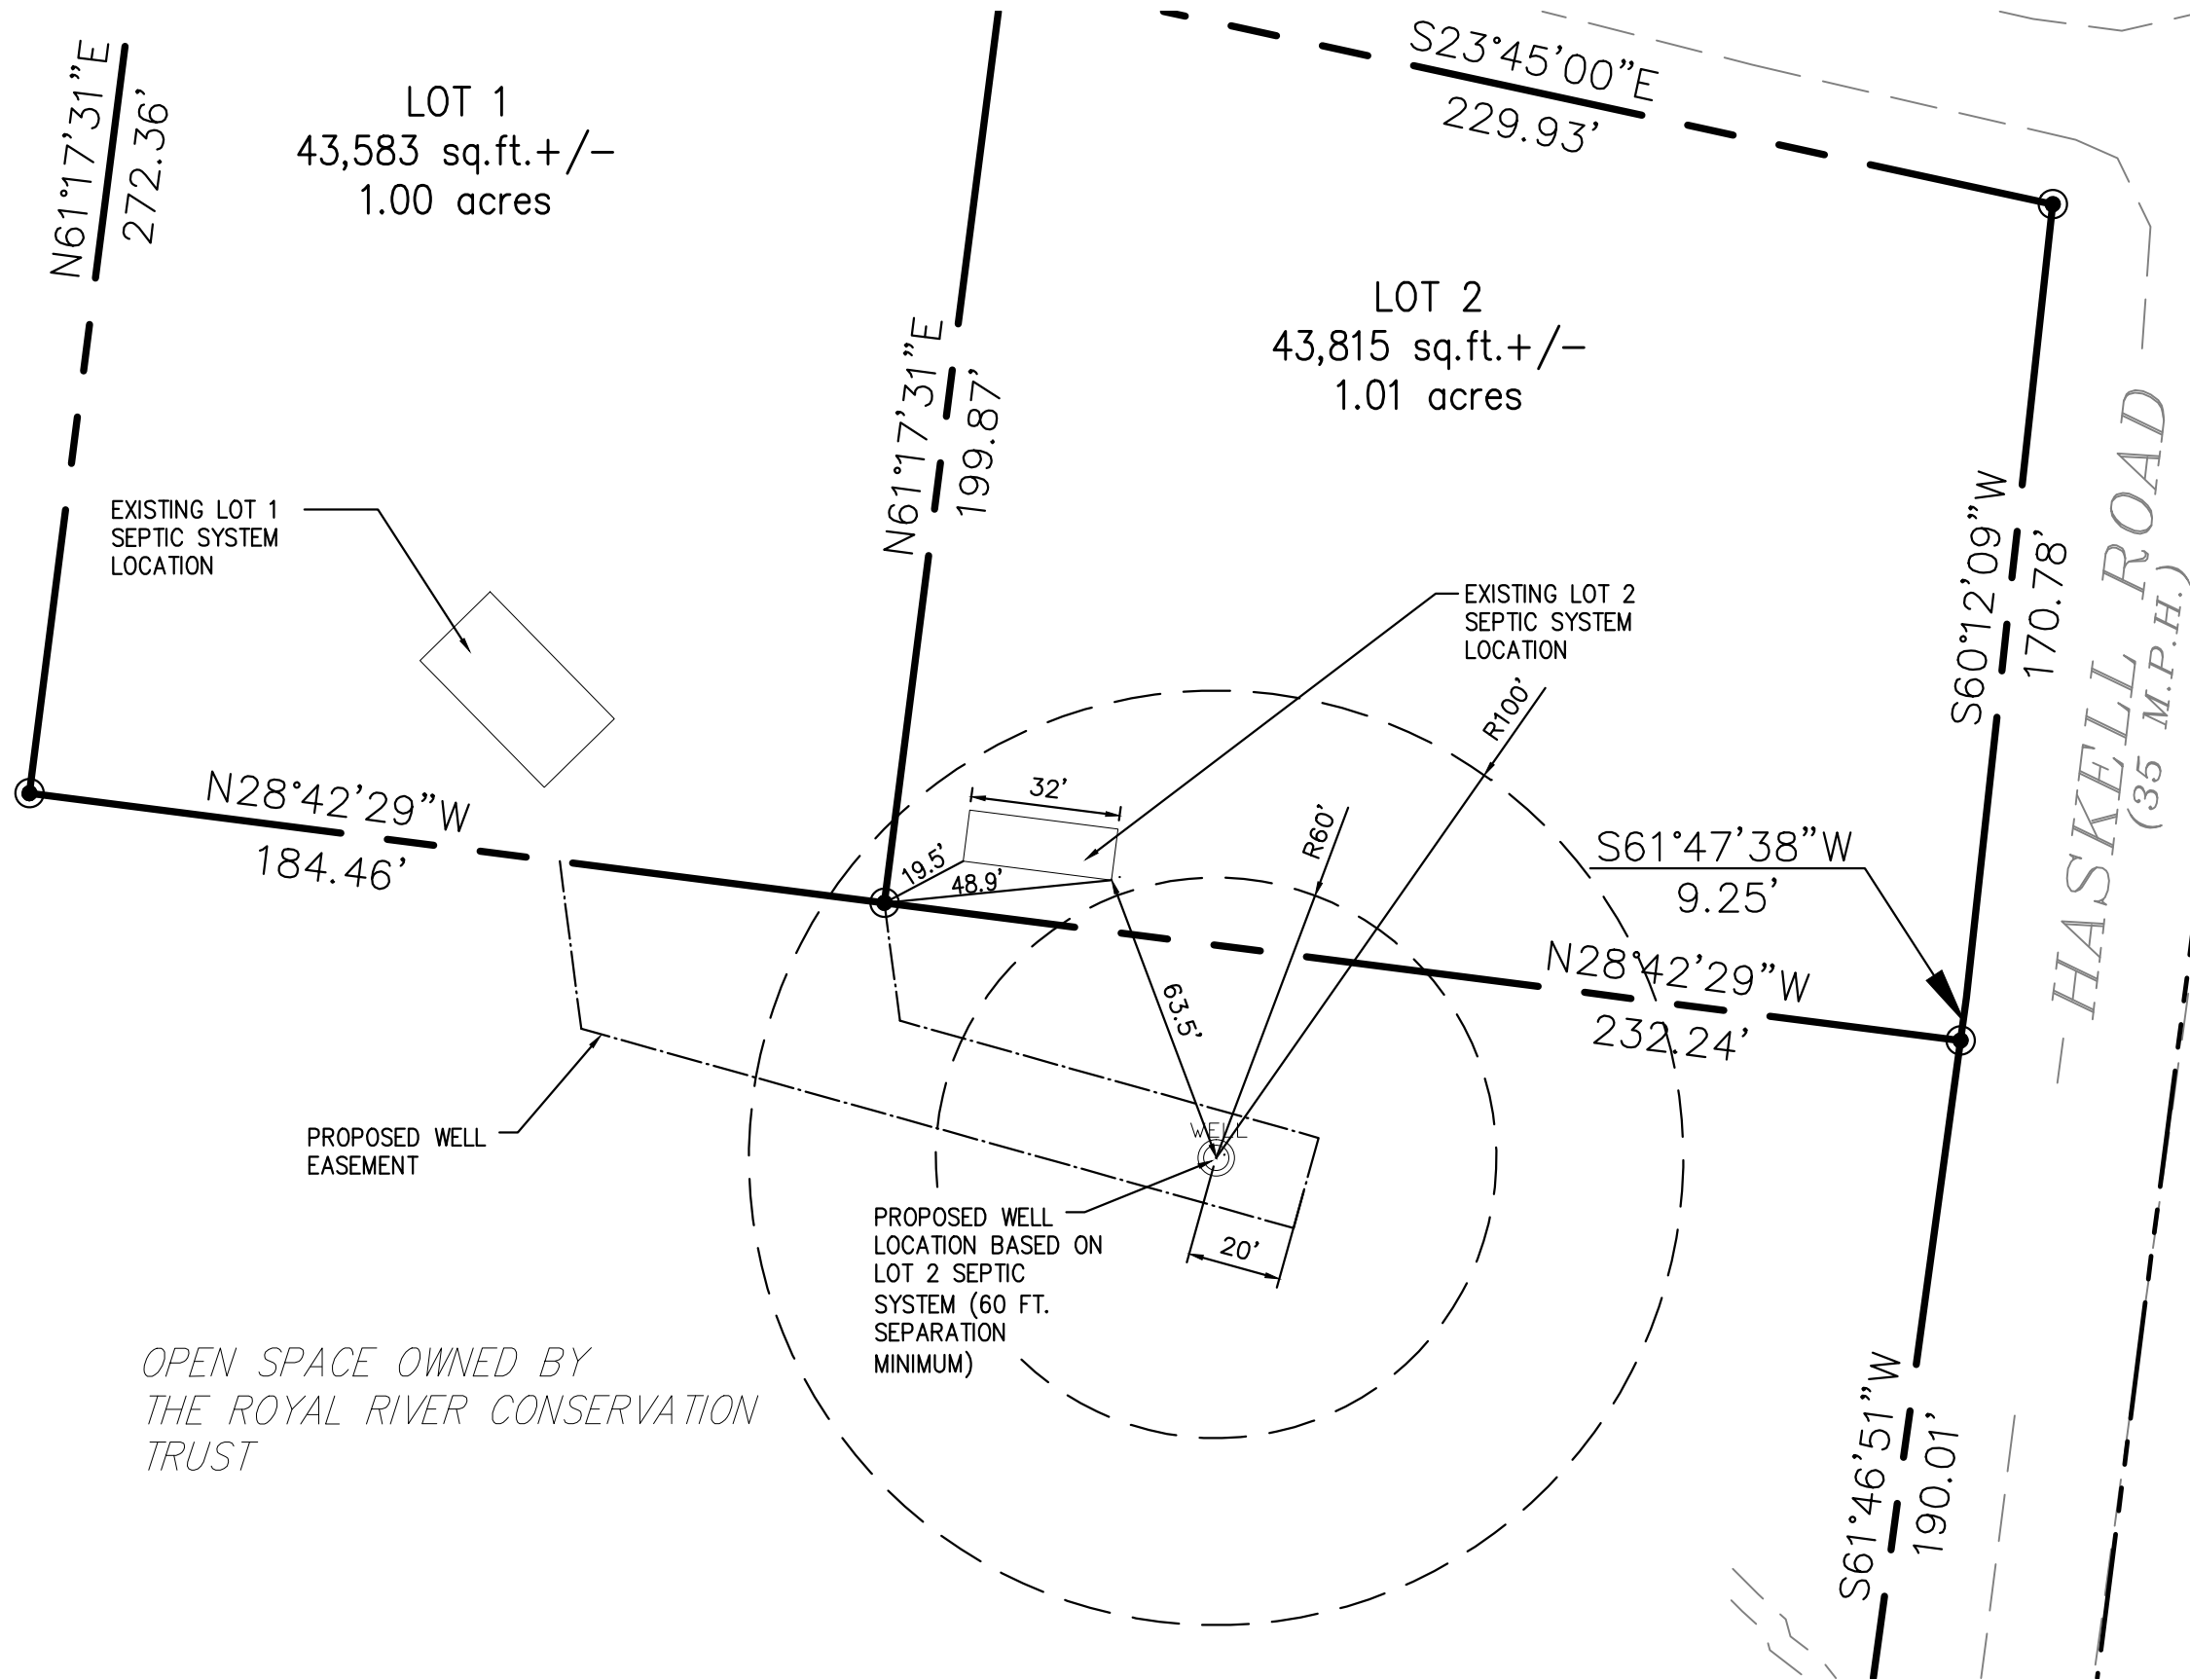 N61°17'31"E
272.36'
LOT 1
43,583 sq.ft.+/-
1.00 acres
S23°45'00"E
229.93'
LOT 2
43,815 sq.ft.+/-
1.01 acres
N61°17'31"E
199.87'
EXISTING LOT 1
SEPTIC SYSTEM
LOCATION
EXISTING LOT 2
SEPTIC SYSTEM
LOCATION
S60°12'09"W
170.78'
HASKELL ROAD
(35 M.P.H.)
R100'
R60'
32'
19.5'
48.9'
63.5'
N28°42'29"W
184.46'
S61°47'38"W
9.25'
N28°42'29"W
232.24'
PROPOSED WELL
EASEMENT
WELL
20'
PROPOSED WELL
LOCATION BASED ON
LOT 2 SEPTIC
SYSTEM (60 FT.
SEPARATION
MINIMUM)
OPEN SPACE OWNED BY
THE ROYAL RIVER CONSERVATION
TRUST
S61°46'51"W
190.01'